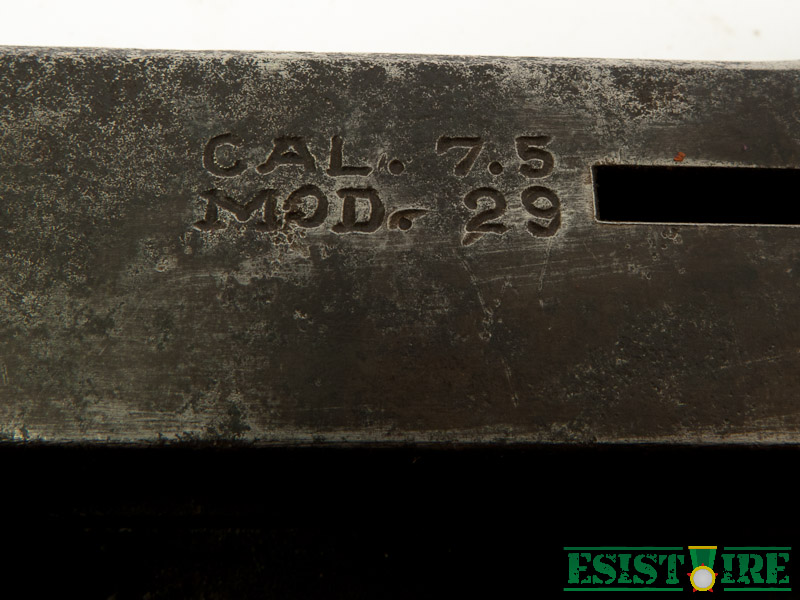 CAL. 7.5
MOD. 29
ESISTOIRE